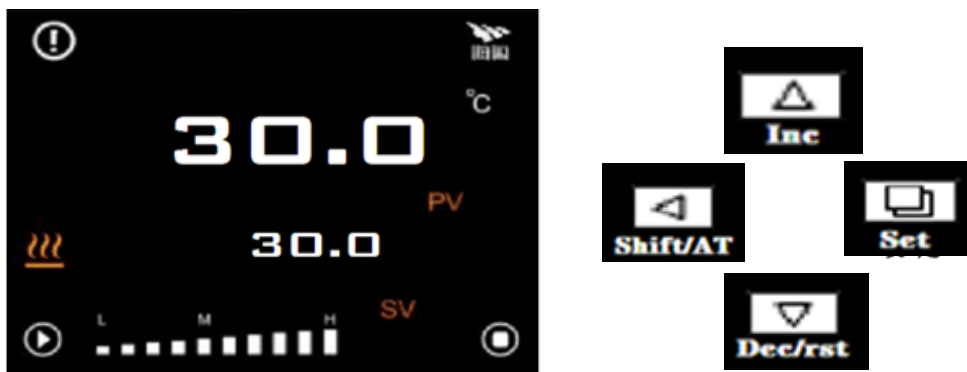 °C
30.0
PV
30.0
SV
L M H
Inc
Shift/AT
Set
Dec/rst